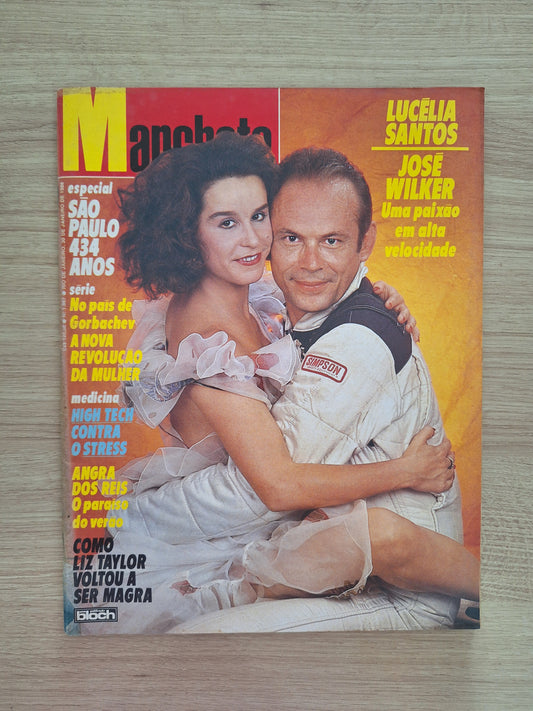 Manchete
especial
SÃO
PAULO
434
ANOS
série
No país de
Gorbachev
A NOVA
REVOLUÇÃO
DA MULHER
medicina
HIGH TECH
CONTRA
O STRESS
ANGRA
DOS REIS
O paraíso
do verão
COMO
LIZ TAYLOR
VOLTOU A
SER MAGRA
bloch
LUCÉLIA
SANTOS
JOSÉ
WILKER
Uma paixão
em alta
velocidade
SIMPSON